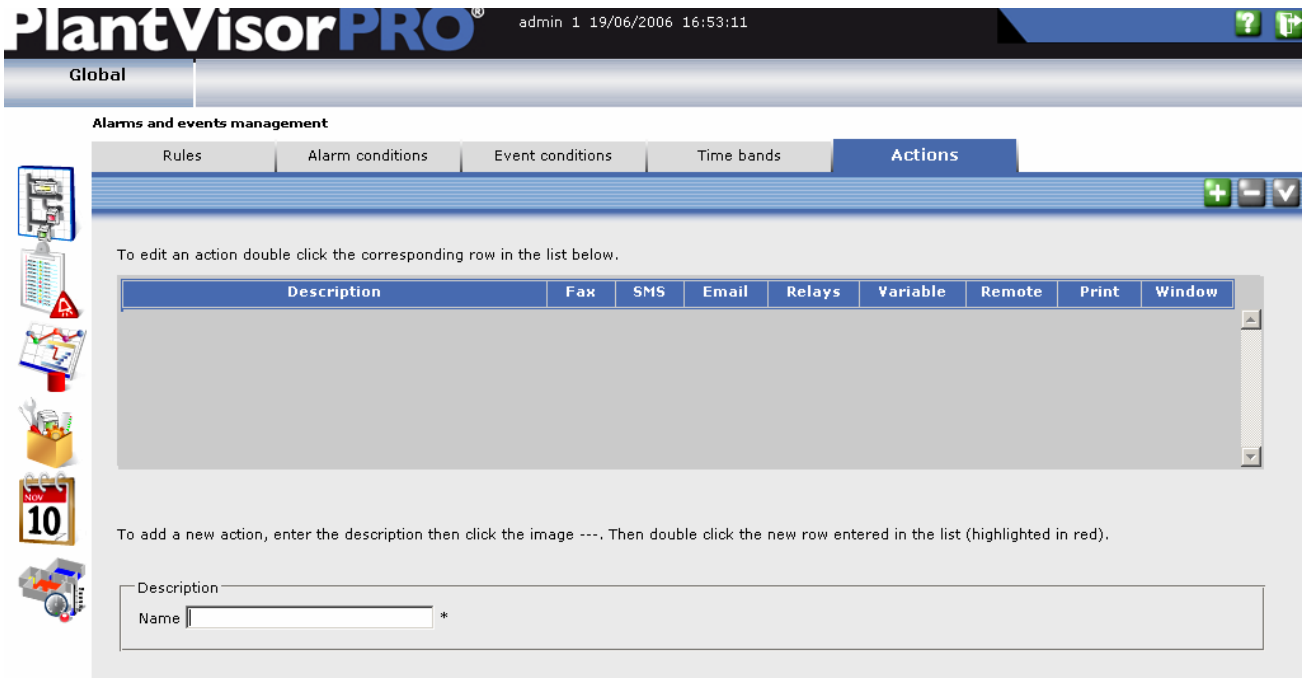 PlantVisorPRO® admin 1 19/06/2006 16:53:11 ?
Global
Alarms and events management
Rules Alarm conditions Event conditions Time bands Actions
To edit an action double click the corresponding row in the list below.
Description Fax SMS Email Relays Variable Remote Print Window
NOV
10
To add a new action, enter the description then click the image ---. Then double click the new row entered in the list (highlighted in red).
Description
Name *